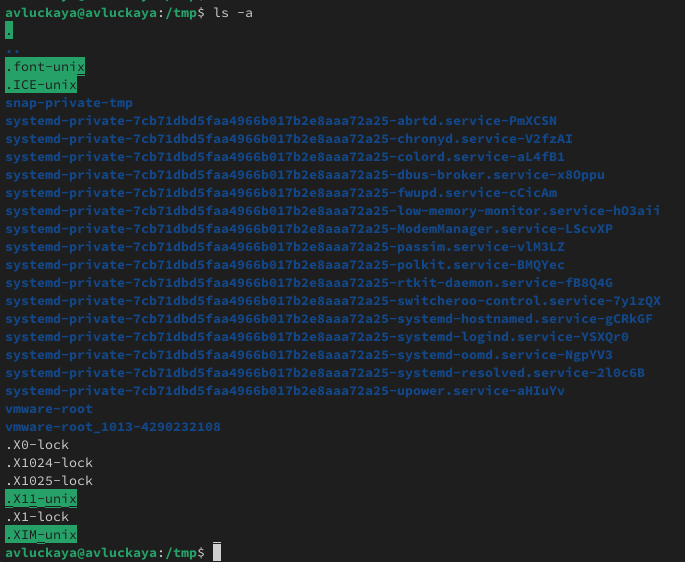 avluckaya@avluckaya:/tmp$ ls -a
.
..
.font-unix
.ICE-unix
snap-private-tmp
systemd-private-7cb71dbd5faa4966b017b2e8aaa72a25-abrtd.service-PmXCSN
systemd-private-7cb71dbd5faa4966b017b2e8aaa72a25-chronyd.service-V2fzAI
systemd-private-7cb71dbd5faa4966b017b2e8aaa72a25-colord.service-aL4fB1
systemd-private-7cb71dbd5faa4966b017b2e8aaa72a25-dbus-broker.service-x8Oppu
systemd-private-7cb71dbd5faa4966b017b2e8aaa72a25-fwupd.service-cCicAm
systemd-private-7cb71dbd5faa4966b017b2e8aaa72a25-low-memory-monitor.service-hO3aii
systemd-private-7cb71dbd5faa4966b017b2e8aaa72a25-ModemManager.service-LScvXP
systemd-private-7cb71dbd5faa4966b017b2e8aaa72a25-passim.service-vlM3LZ
systemd-private-7cb71dbd5faa4966b017b2e8aaa72a25-polkit.service-BMQYec
systemd-private-7cb71dbd5faa4966b017b2e8aaa72a25-rtkit-daemon.service-fB8Q4G
systemd-private-7cb71dbd5faa4966b017b2e8aaa72a25-switcheroo-control.service-7y1zQX
systemd-private-7cb71dbd5faa4966b017b2e8aaa72a25-systemd-hostnamed.service-gCRkGF
systemd-private-7cb71dbd5faa4966b017b2e8aaa72a25-systemd-logind.service-YSXQr0
systemd-private-7cb71dbd5faa4966b017b2e8aaa72a25-systemd-oomd.service-NgpYV3
systemd-private-7cb71dbd5faa4966b017b2e8aaa72a25-systemd-resolved.service-2l0c6B
systemd-private-7cb71dbd5faa4966b017b2e8aaa72a25-upower.service-aHIuYv
vmware-root
vmware-root_1013-4290232108
.X0-lock
.X1024-lock
.X1025-lock
.X11-unix
.X1-lock
.XIM-unix
avluckaya@avluckaya:/tmp$